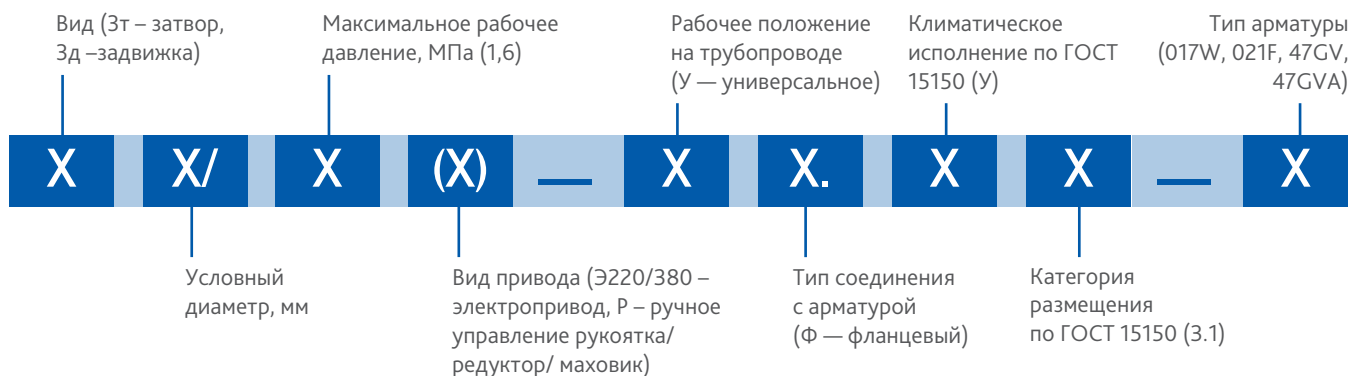 Вид (Зт – затвор,
Зд –задвижка)
Максимальное рабочее
давление, МПа (1,6)
Рабочее положение
на трубопроводе
(У — универсальное)
Климатическое
исполнение по ГОСТ
15150 (У)
Тип арматуры
(017W, 021F, 47GV,
47GVA)
X X/ X (X) — X X. X X — X
Условный
диаметр, мм
Вид привода (Э220/380 –
электропривод, Р – ручное
управление рукоятка/
редуктор/ маховик)
Тип соединения
с арматурой
(Ф — фланцевый)
Категория
размещения
по ГОСТ 15150 (3.1)